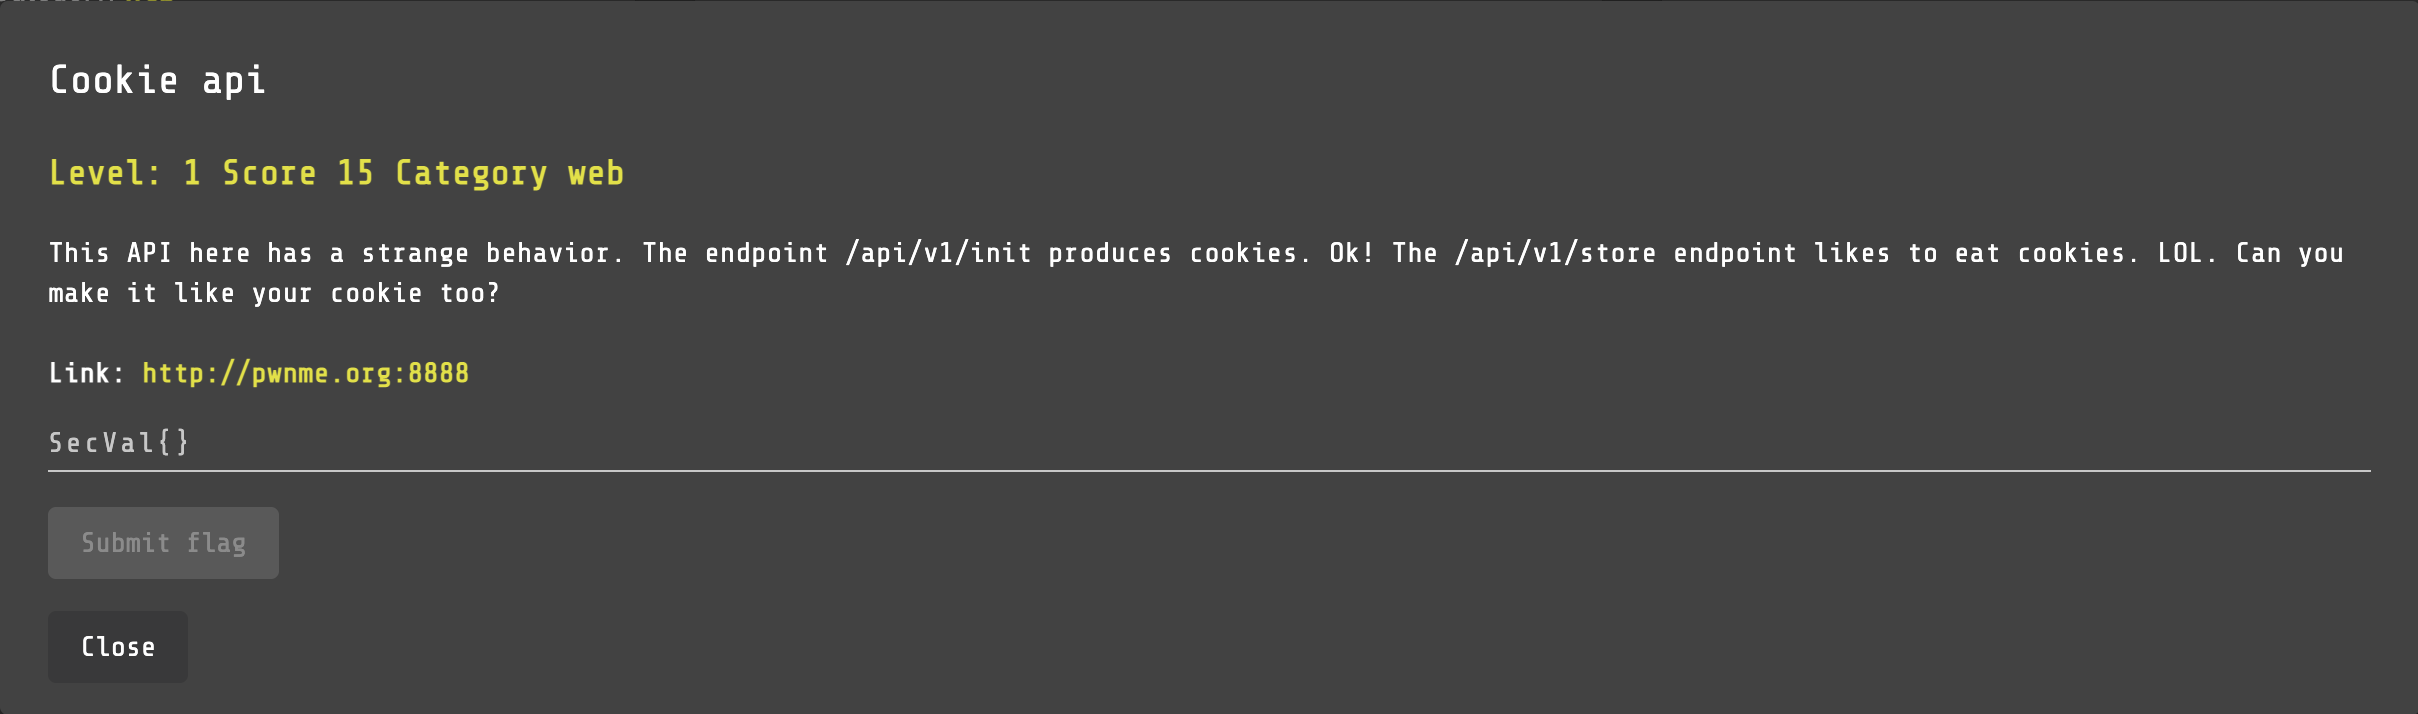 Cookie api
Level: 1 Score 15 Category web
This API here has a strange behavior. The endpoint /api/v1/init produces cookies. Ok! The /api/v1/store endpoint likes to eat cookies. LOL. Can you
make it like your cookie too?
Link: http://pwnme.org:8888
SecVal{}
Submit flag
Close